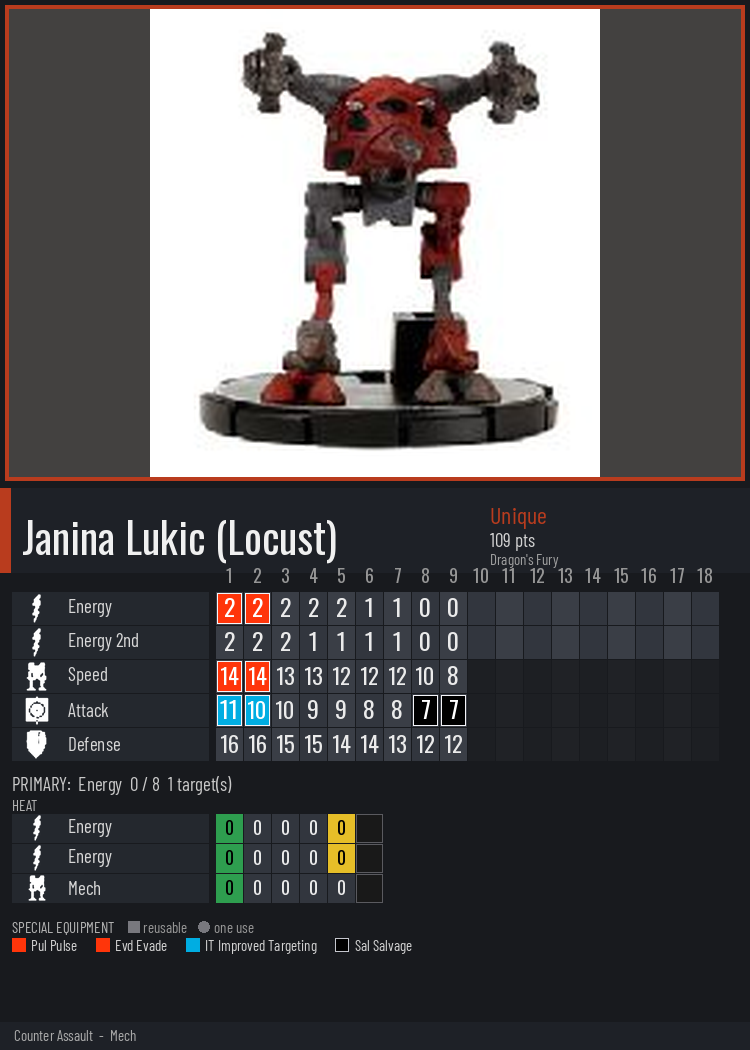 Janina Lukic (Locust)
Unique
109 pts
Dragon's Fury
1 2 3 4 5 6 7 8 9 10 11 12 13 14 15 16 17 18
Energy 2 2 2 2 2 1 1 0 0
Energy 2nd 2 2 2 1 1 1 1 0 0
Speed 14 14 13 13 12 12 12 10 8
Attack 11 10 10 9 9 8 8 7 7
Defense 16 16 15 15 14 14 13 12 12
PRIMARY: Energy 0 / 8 1 target(s)
HEAT
Energy 0 0 0 0 0
Energy 0 0 0 0 0
Mech 0 0 0 0 0
SPECIAL EQUIPMENT reusable one use
Pul Pulse Evd Evade IT Improved Targeting Sal Salvage
Counter Assault - Mech